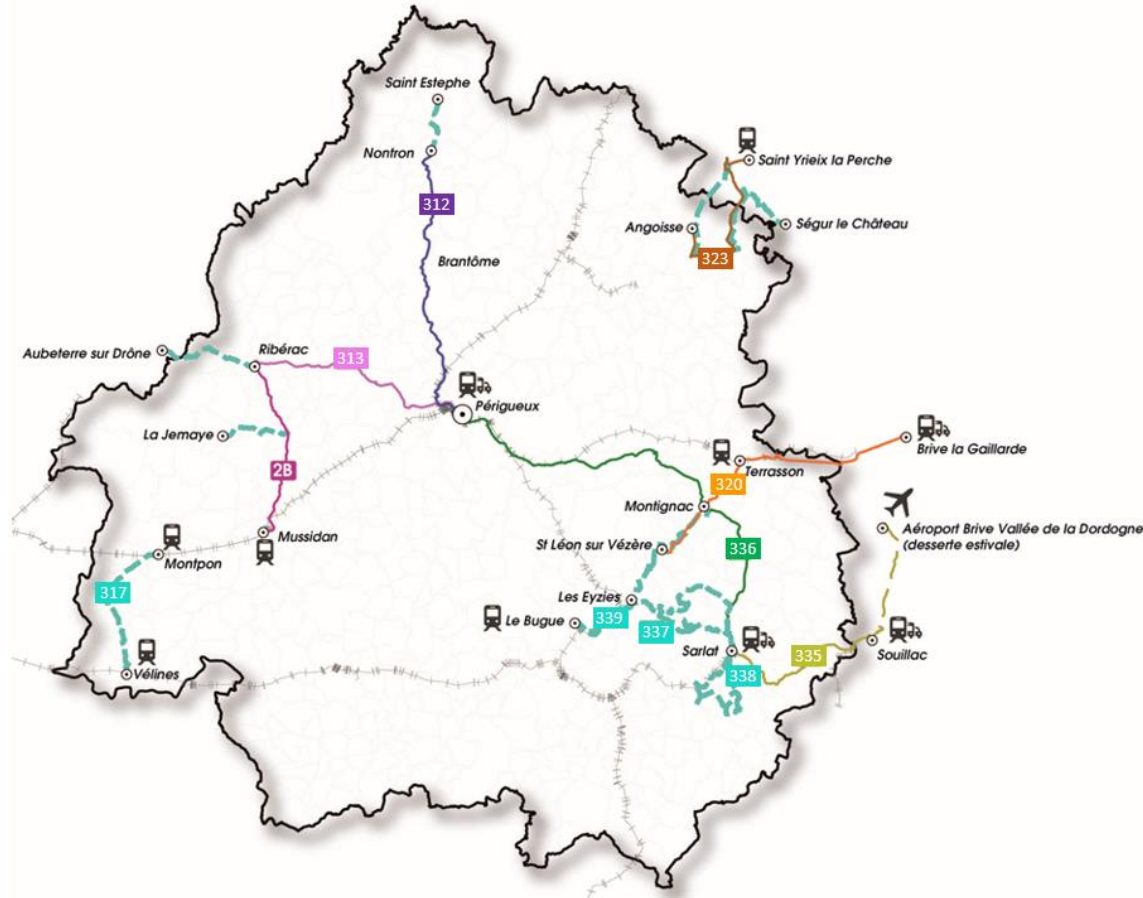 Saint Estephe
Nontron
312
Saint Yrieix la Perche
Angoisse
Ségur le Château
323
Brantôme
Aubeterre sur Drône
Ribérac
313
Périgueux
La Jemaye
2B
Brive la Gaillarde
Terrasson
320
Montignac
Mussidan
Montpon
St Léon sur Vézère
336
Aéroport Brive Vallée de la Dordogne
(desserte estivale)
317
Les Eyzies
339
337
Le Bugue
Sarlat
335
Souillac
338
Vélines